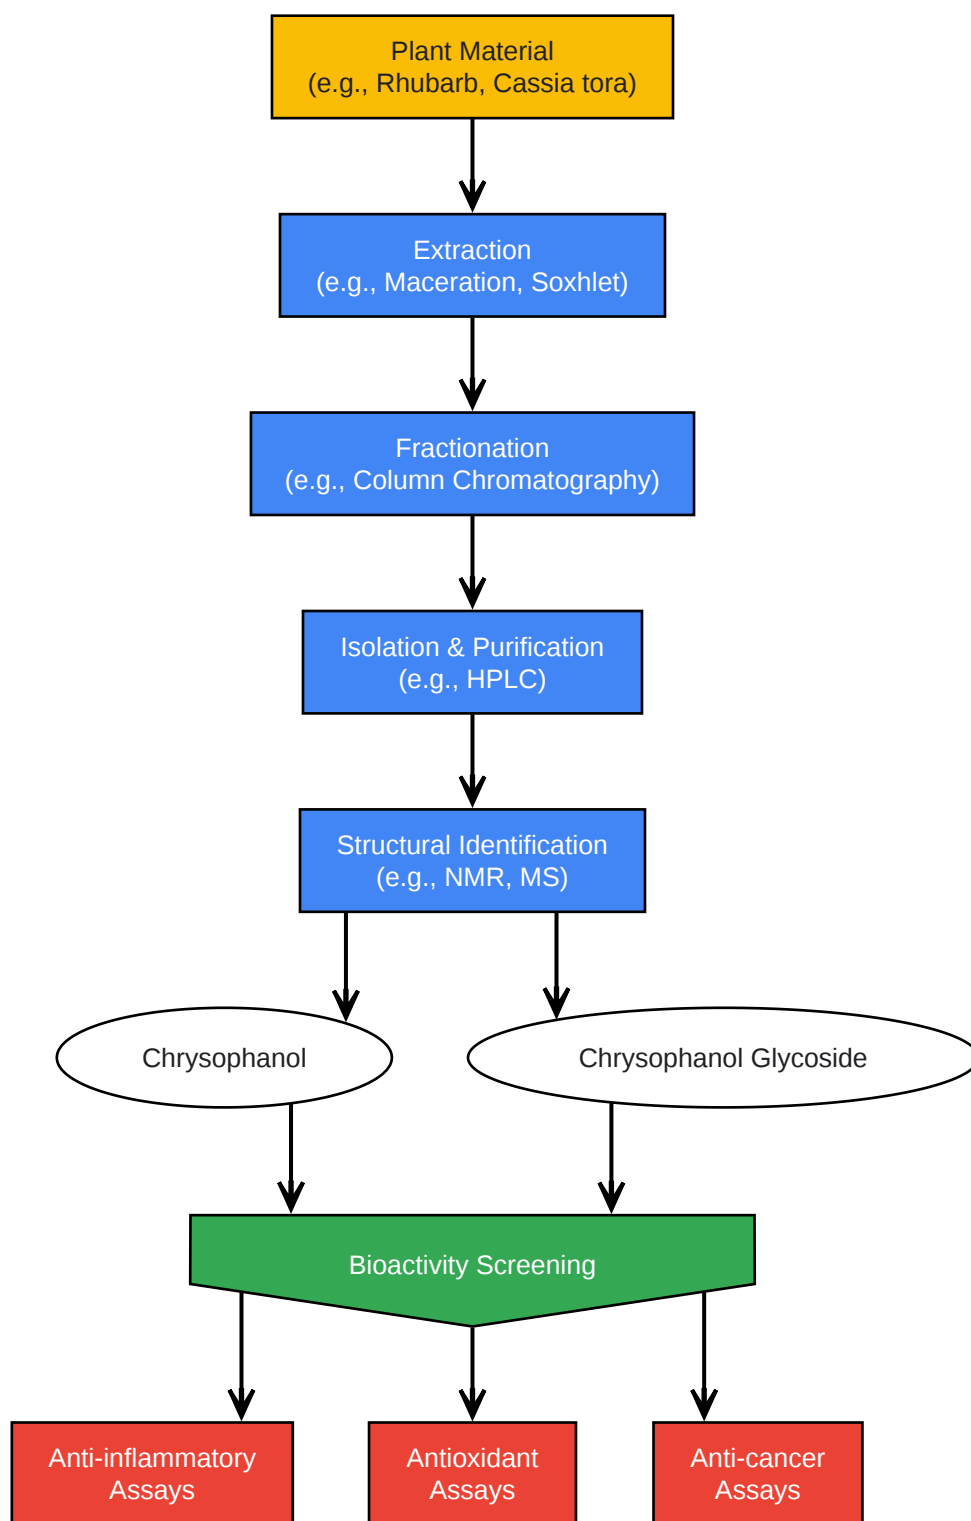 Plant Material
(e.g., Rhubarb, Cassia tora)
Extraction
(e.g., Maceration, Soxhlet)
Fractionation
(e.g., Column Chromatography)
Isolation & Purification
(e.g., HPLC)
Structural Identification
(e.g., NMR, MS)
Chrysophanol
Chrysophanol Glycoside
Bioactivity Screening
Anti-inflammatory
Assays
Antioxidant
Assays
Anti-cancer
Assays